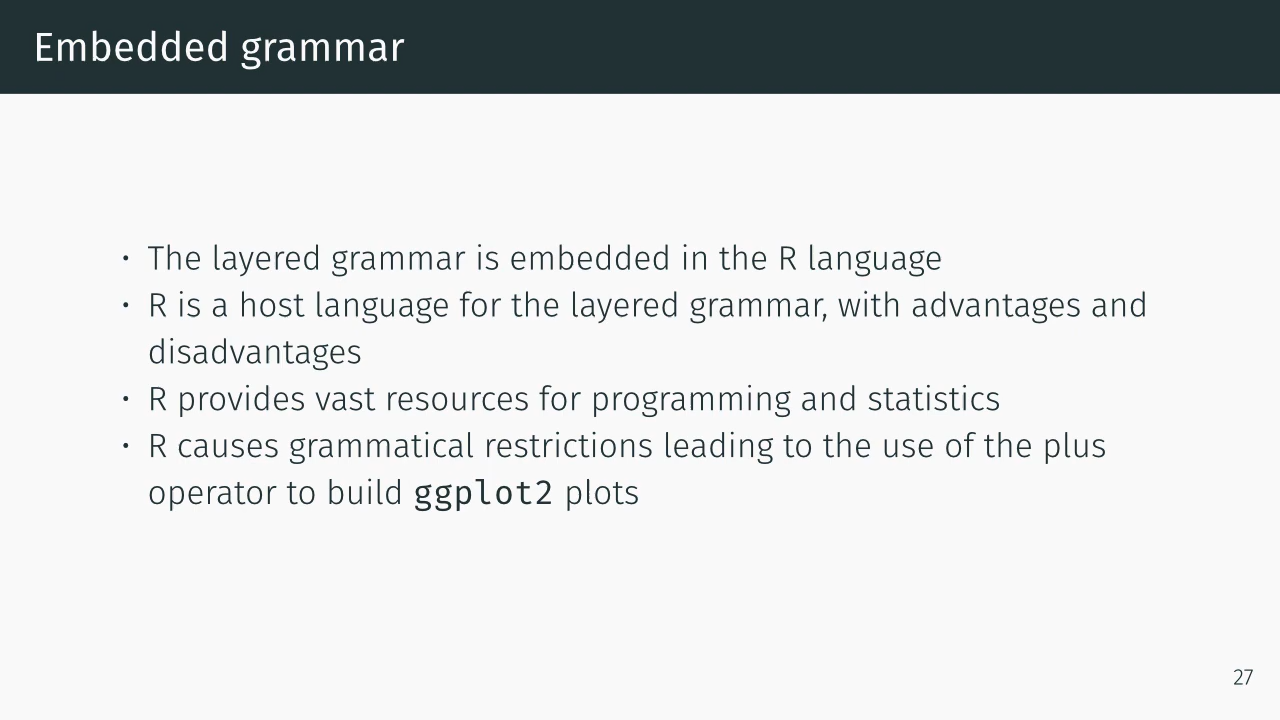 Embedded grammar
· The layered grammar is embedded in the R language
· R is a host language for the layered grammar, with advantages and
disadvantages
· R provides vast resources for programming and statistics
· R causes grammatical restrictions leading to the use of the plus
operator to build ggplot2 plots
27